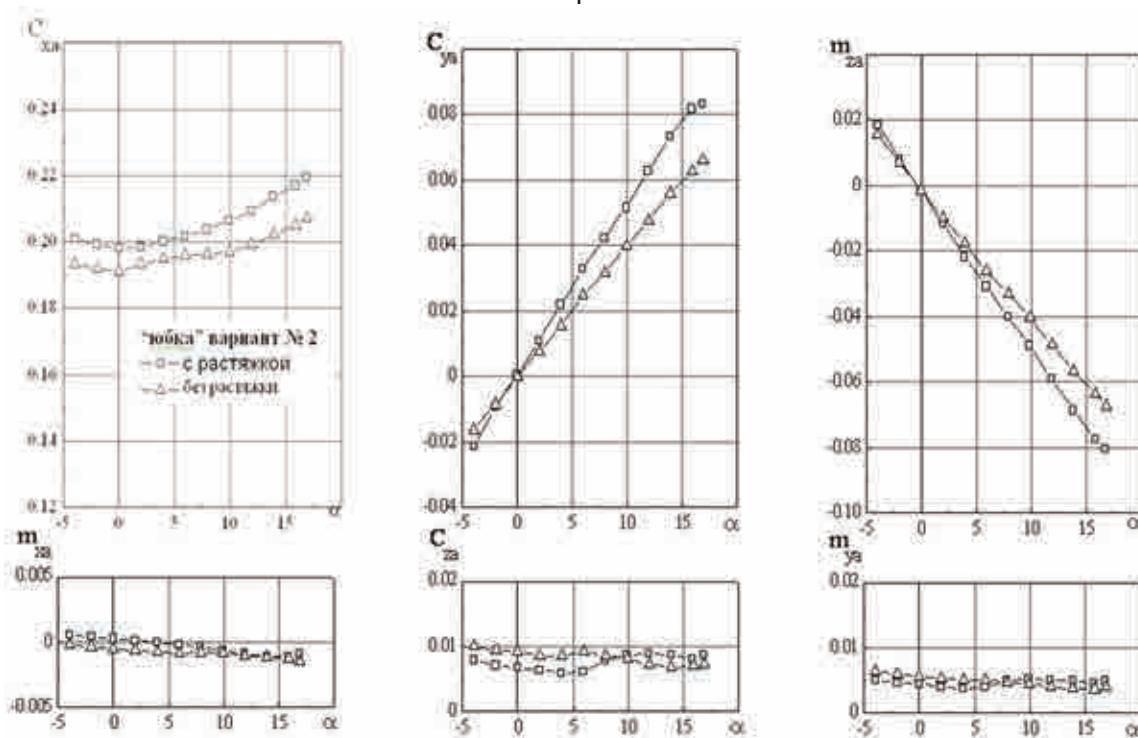 C
xa
0.24
0.22
0.20
0.18
0.16
0.14
0.12
-5 0 5 10 15 α
"юбка" вариант № 2
с растяжкой
без растяжки
C
ya
0.08
0.06
0.04
0.02
0
-0.02
-0.04
-5 0 5 10 15 α
m
za
0.02
0
-0.02
-0.04
-0.06
-0.08
-0.10
-5 0 5 10 15 α
m
xa
0.005
0
-0.005
-5 0 5 10 15 α
C
za
0.02
0.01
0
-5 0 5 10 15 α
m
ya
0.02
0.01
0
-5 0 5 10 15 α